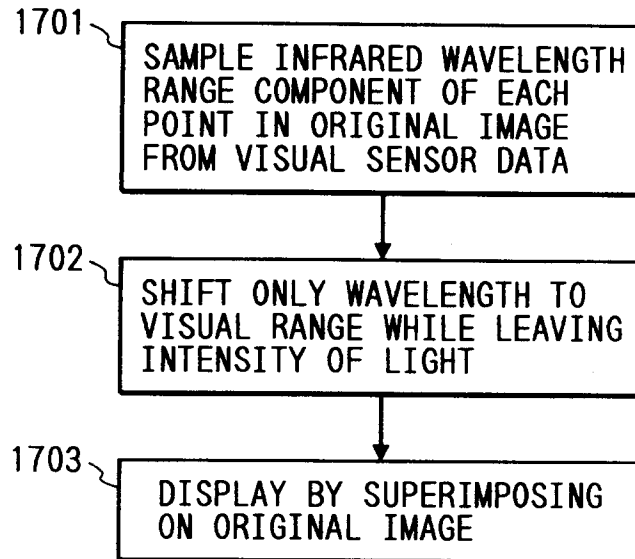 1701
SAMPLE INFRARED WAVELENGTH
RANGE COMPONENT OF EACH
POINT IN ORIGINAL IMAGE
FROM VISUAL SENSOR DATA
1702
SHIFT ONLY WAVELENGTH TO
VISUAL RANGE WHILE LEAVING
INTENSITY OF LIGHT
1703
DISPLAY BY SUPERIMPOSING
ON ORIGINAL IMAGE